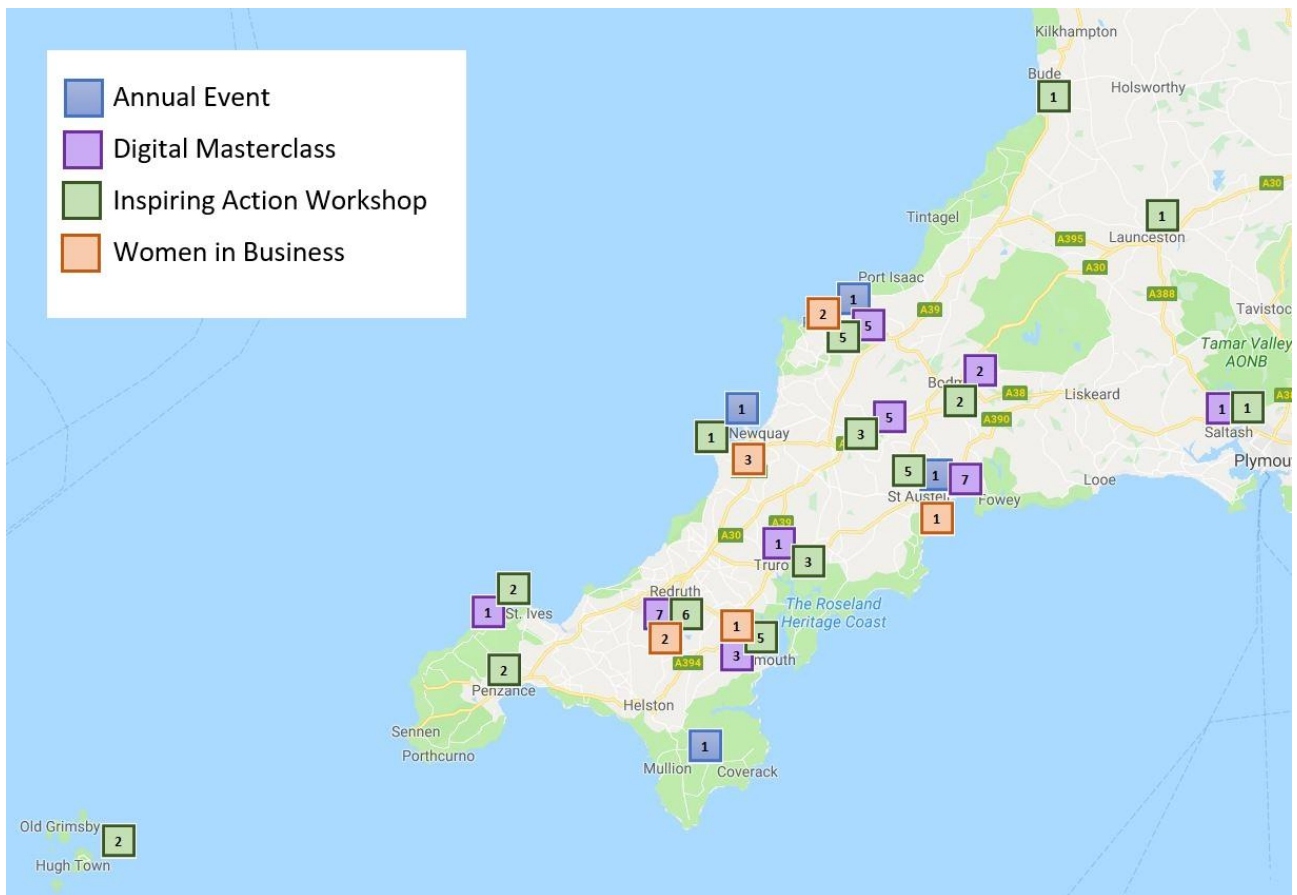 Annual Event
Digital Masterclass
Inspiring Action Workshop
Women in Business
Kilkhampton
Bude
1
Holsworthy
1
Launceston
A30
Tintagel
A395
A30
A388
Port Isaac
1
2
5
5
A39
Tavistoc
Tamar Valley
AONB
2
2
A38
Liskeard
A390
1
1
Saltash
Plymou
1
1
Newquay
3
5
3
5
1
7
St Austell
Fowey
Looe
1
A39
1
Truro
3
A30
The Roseland
Heritage Coast
2
1
St. Ives
Redruth
7
6
2
1
5
3
mouth
A394
2
Penzance
Helston
Sennen
Porthcurno
1
Mullion
Coverack
Old Grimsby
2
Hugh Town